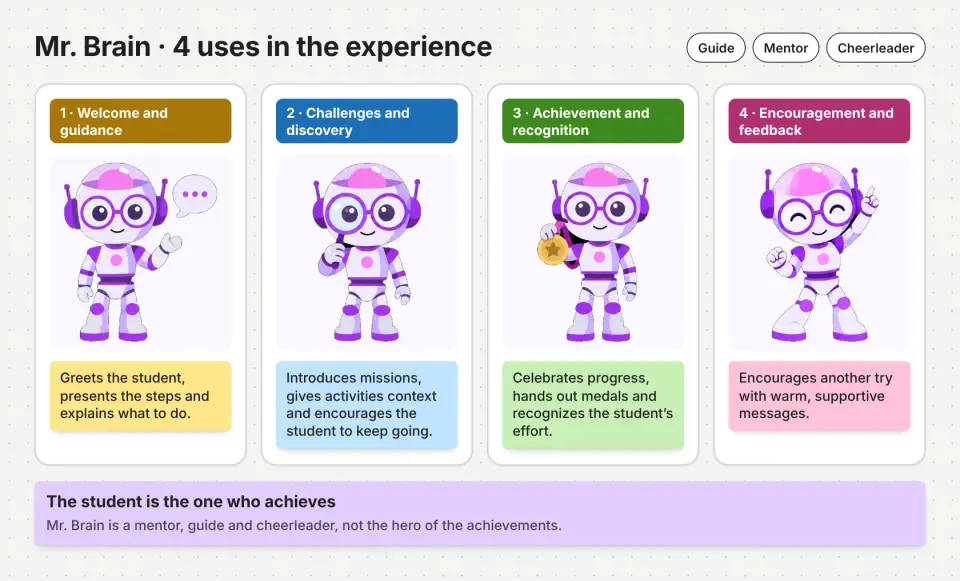 Mr. Brain · 4 uses in the experience
Guide
Mentor
Cheerleader
1 · Welcome and
guidance
2 · Challenges and
discovery
3 · Achievement and
recognition
4 · Encouragement and
feedback
Greets the student,
presents the steps and
explains what to do.
Introduces missions,
gives activities context
and encourages the
student to keep going.
Celebrates progress,
hands out medals and
recognizes the student’s
effort.
Encourages another try
with warm, supportive
messages.
The student is the one who achieves
Mr. Brain is a mentor, guide and cheerleader, not the hero of the achievements.